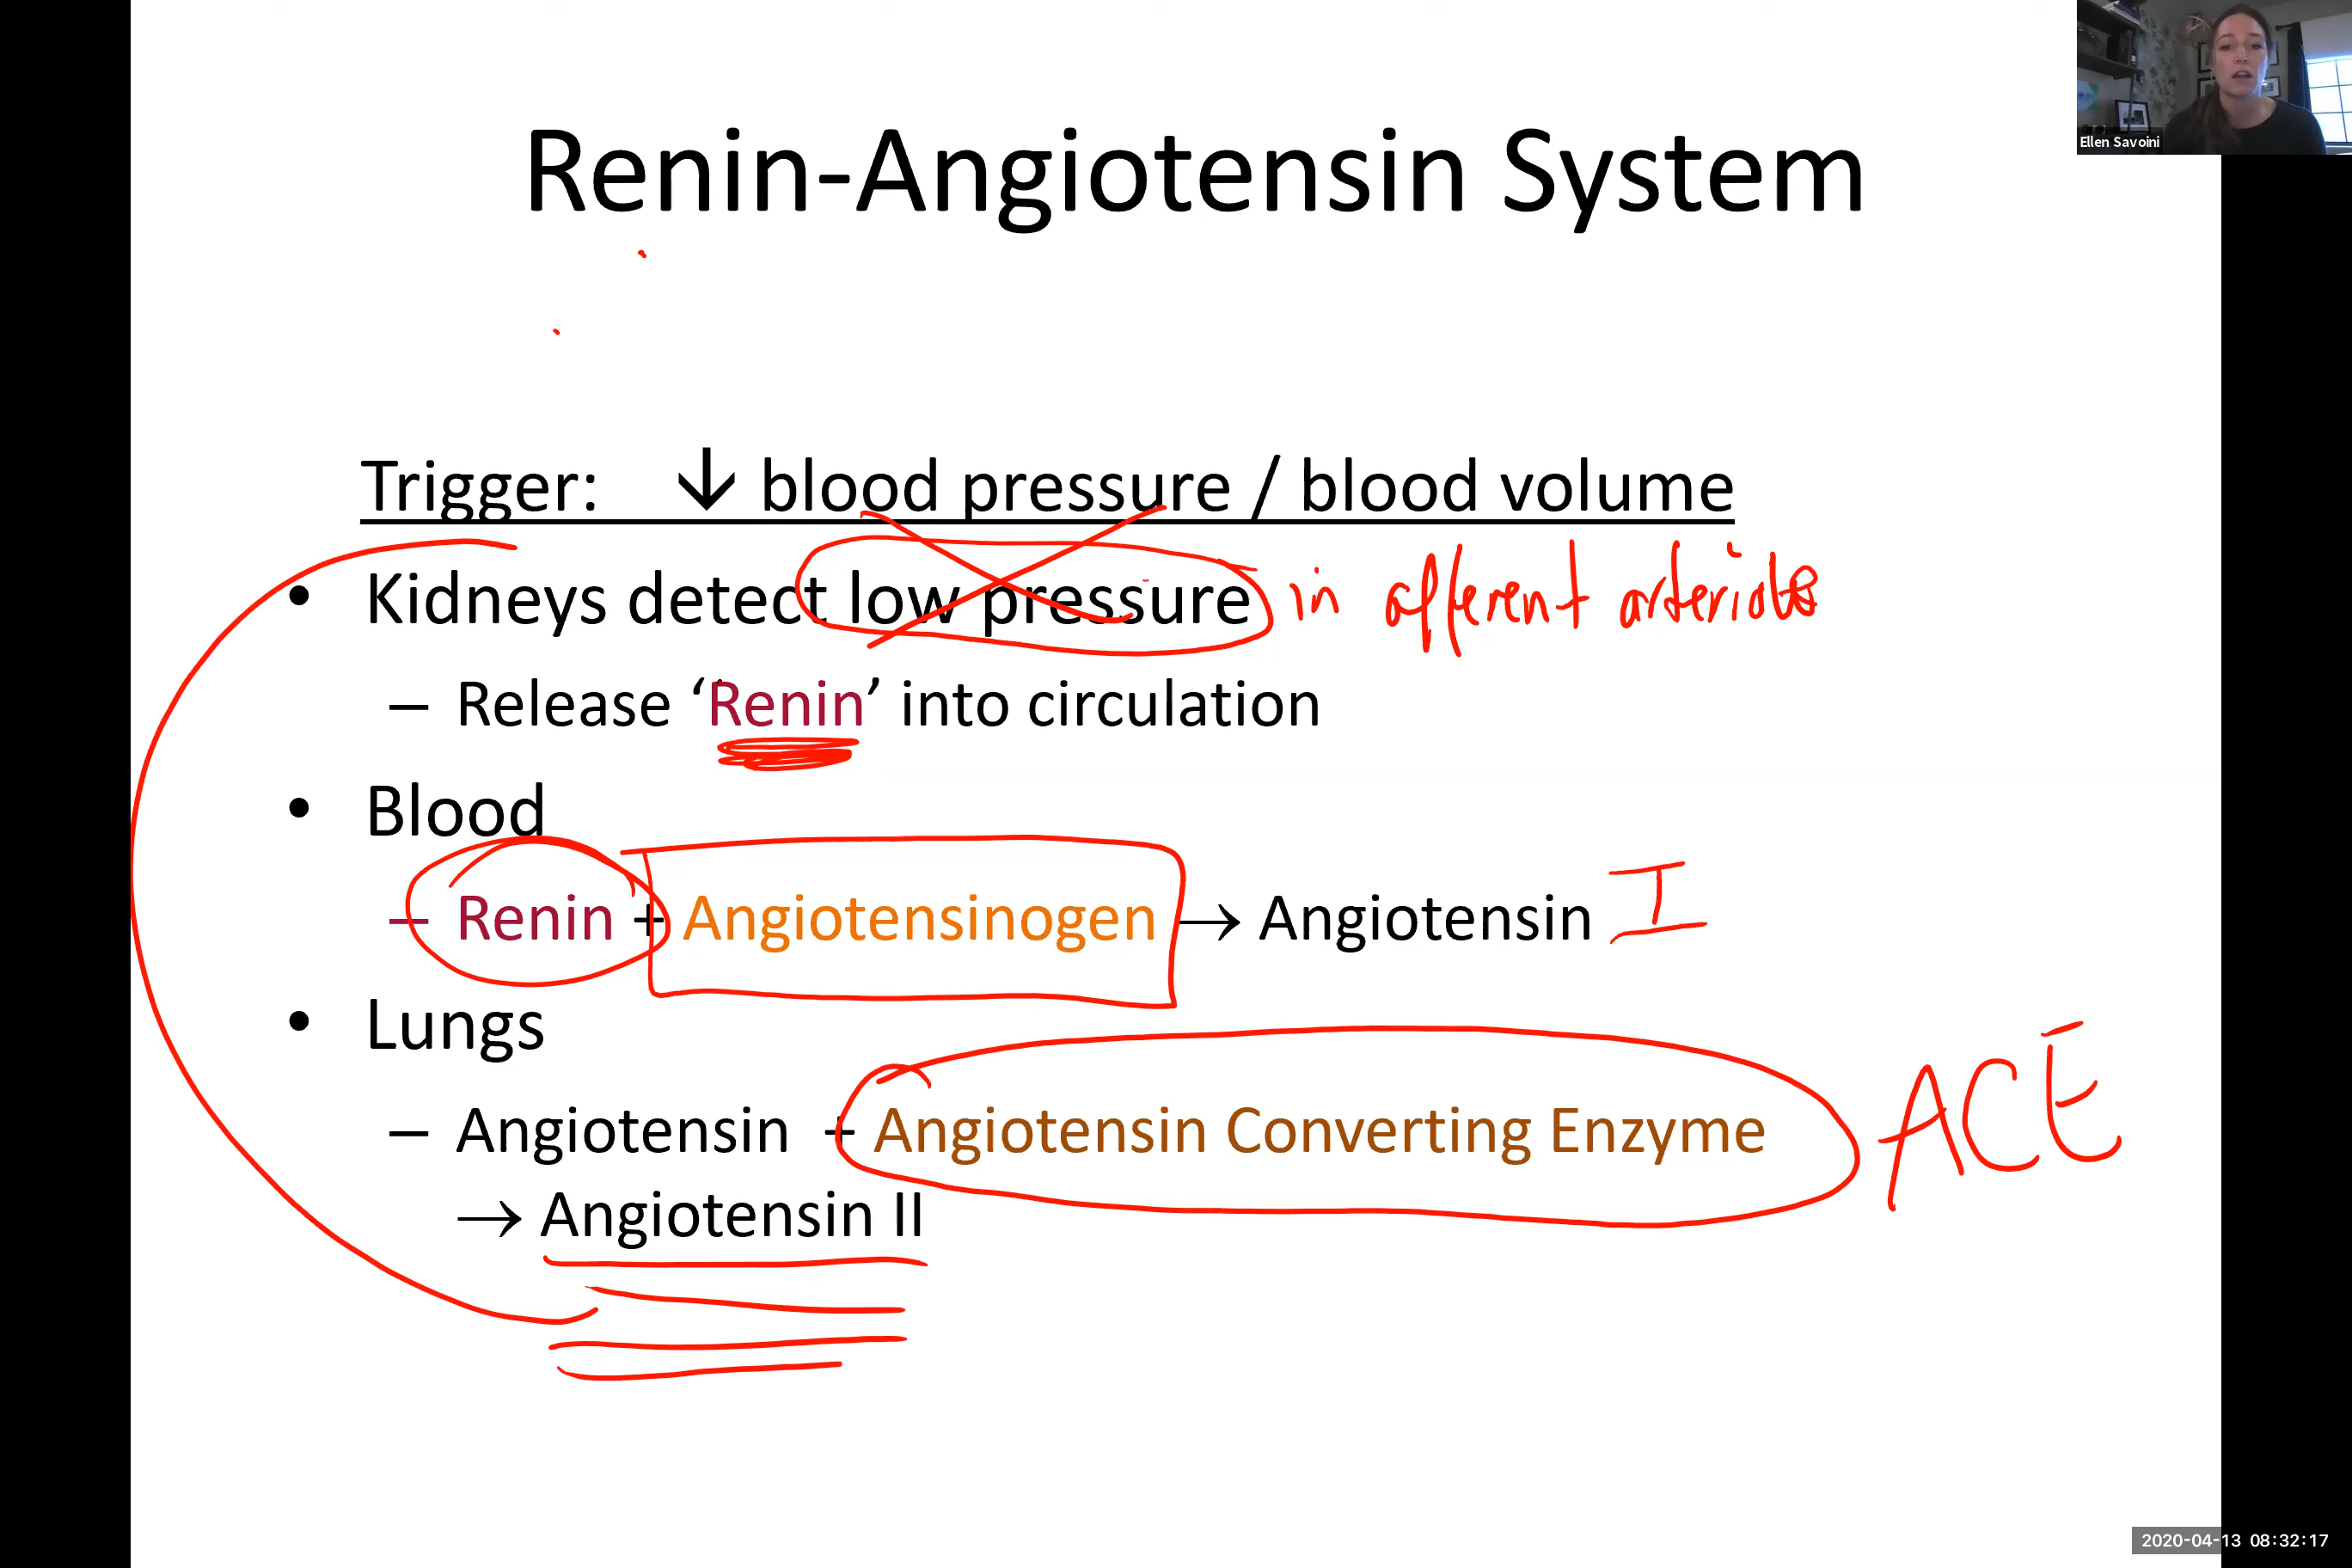 Ellen Savoini
Renin-Angiotensin System
Trigger: ↓ blood pressure / blood volume
• Kidneys detect low pressure in afferent arterioles
– Release ‘Renin’ into circulation
• Blood
– Renin + Angiotensinogen → Angiotensin I
• Lungs
– Angiotensin + Angiotensin Converting Enzyme ACE
→ Angiotensin II
2020-04-13 08:32:17